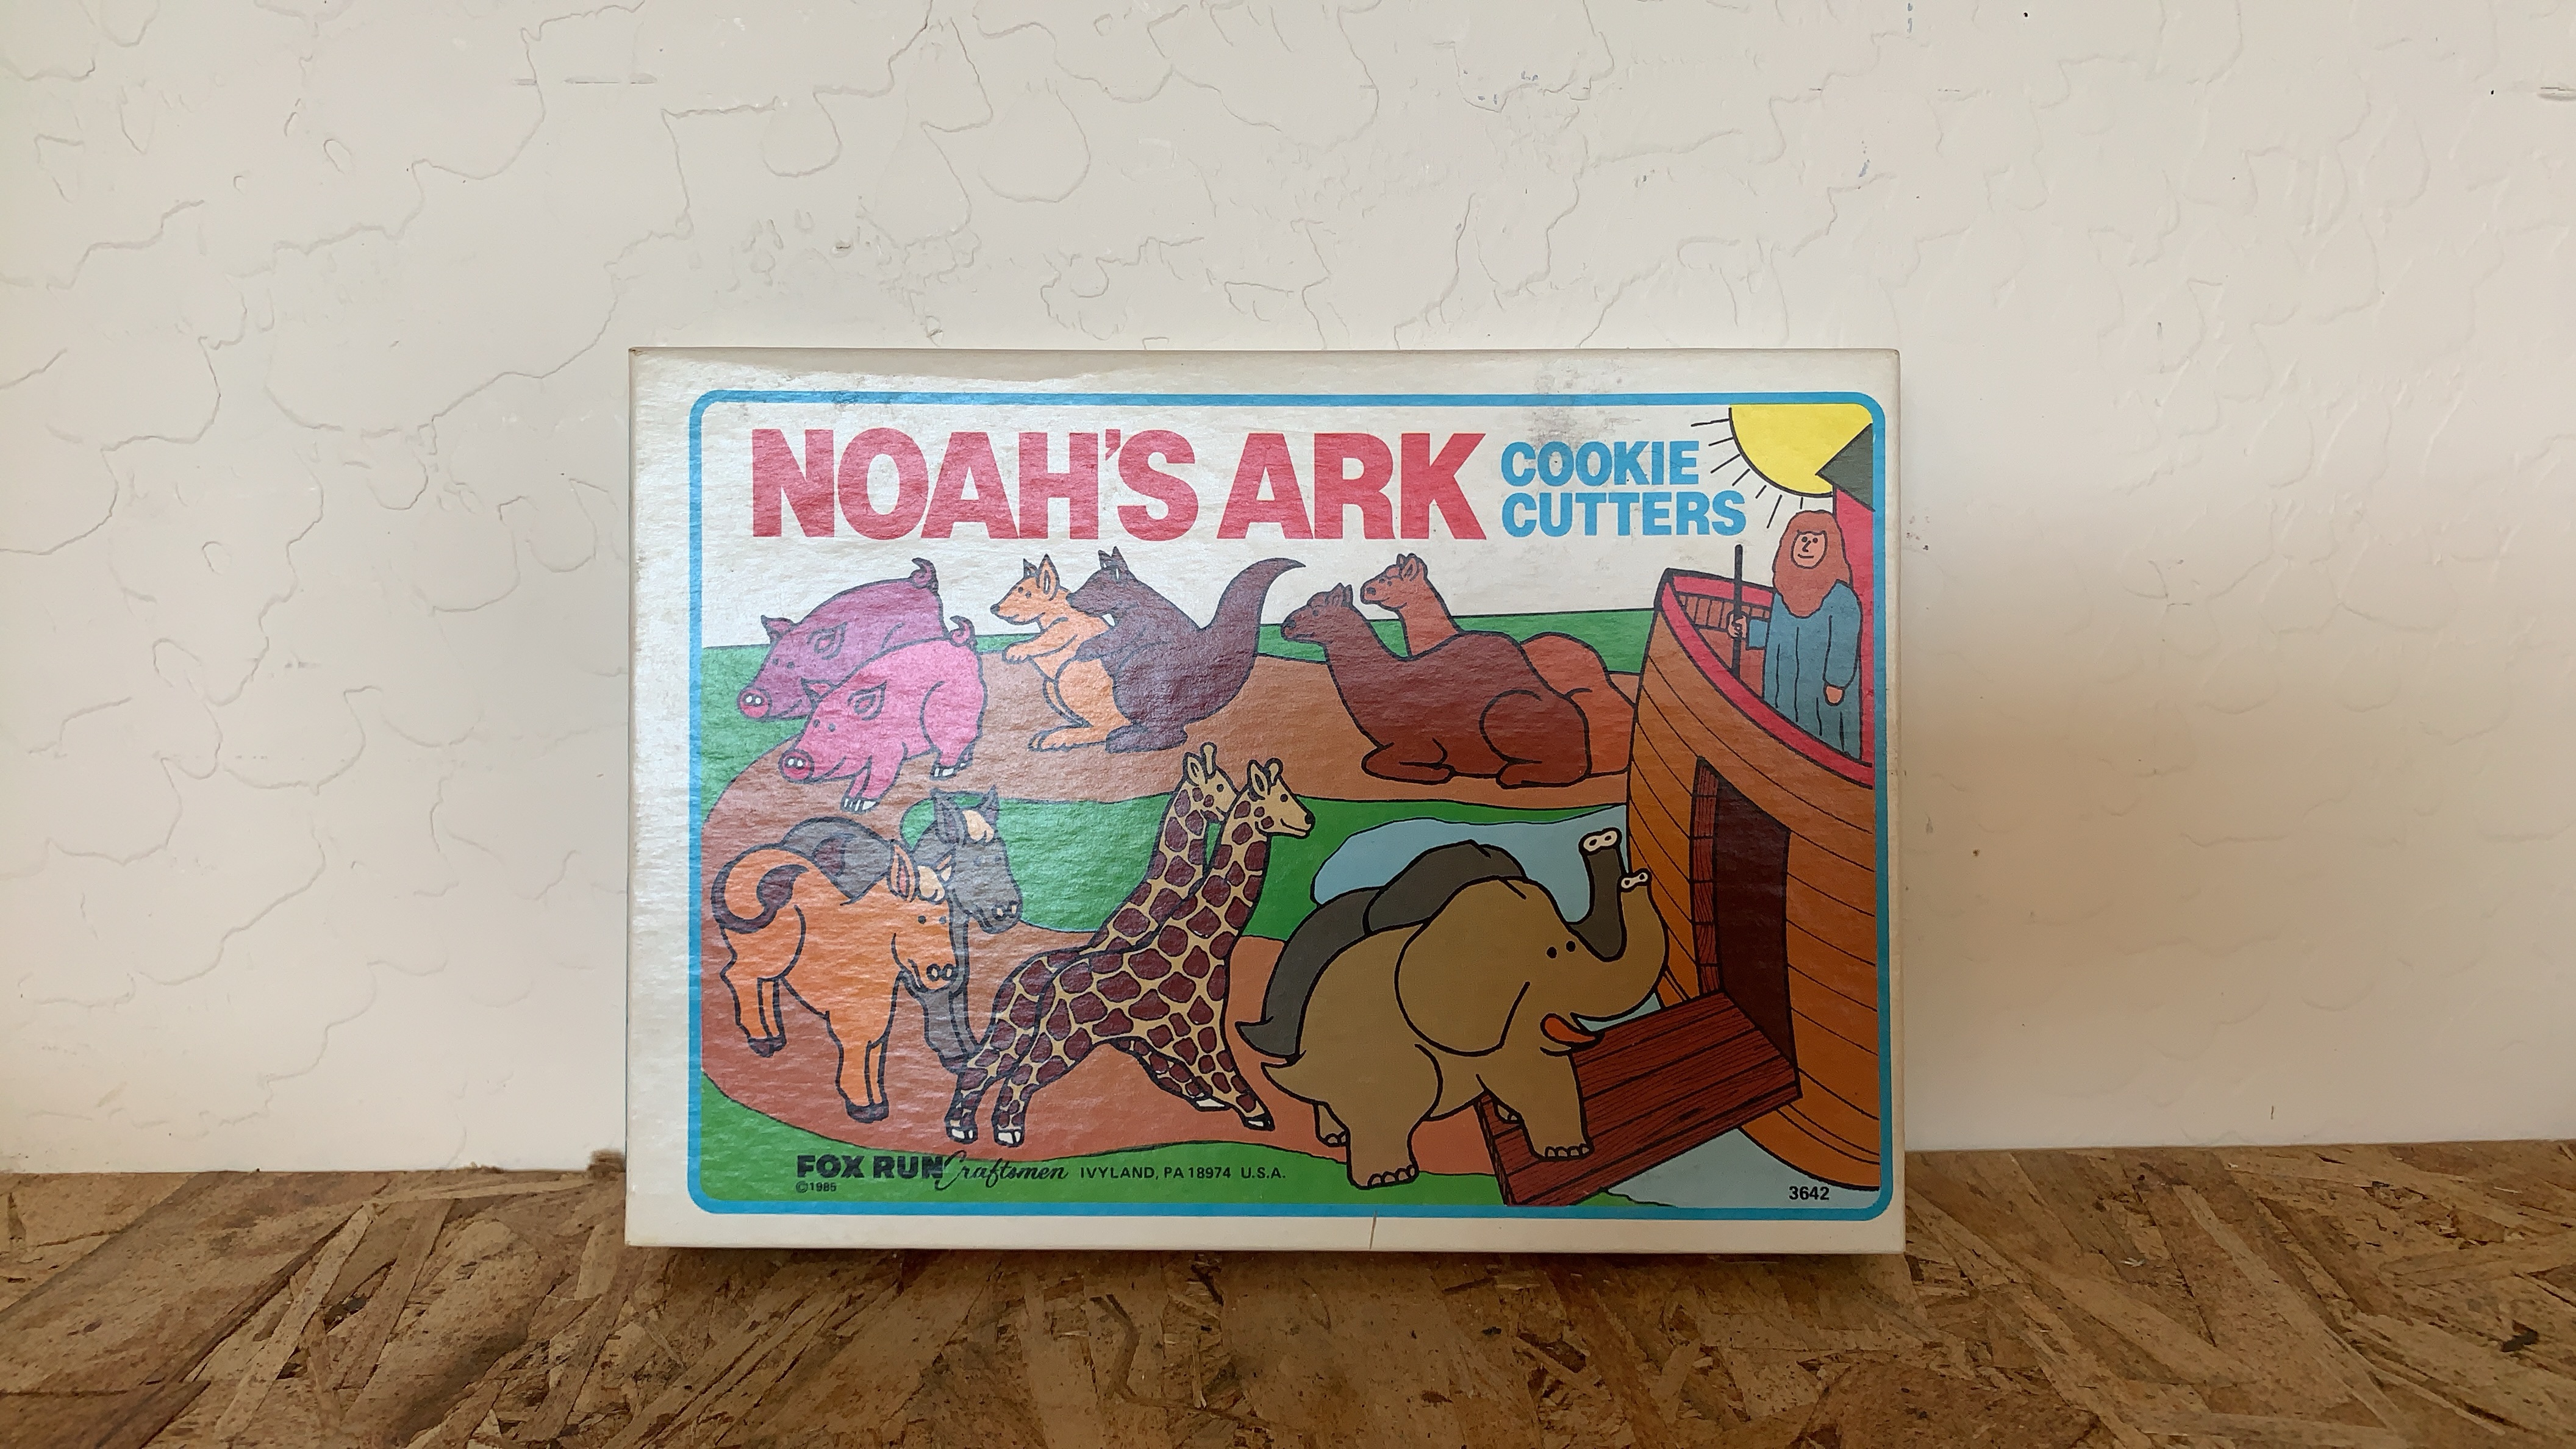 NOAH'S ARK
COOKIE
CUTTERS
FOX RUN Craftsmen IVYLAND, PA 18974 U.S.A.
©1985
3642